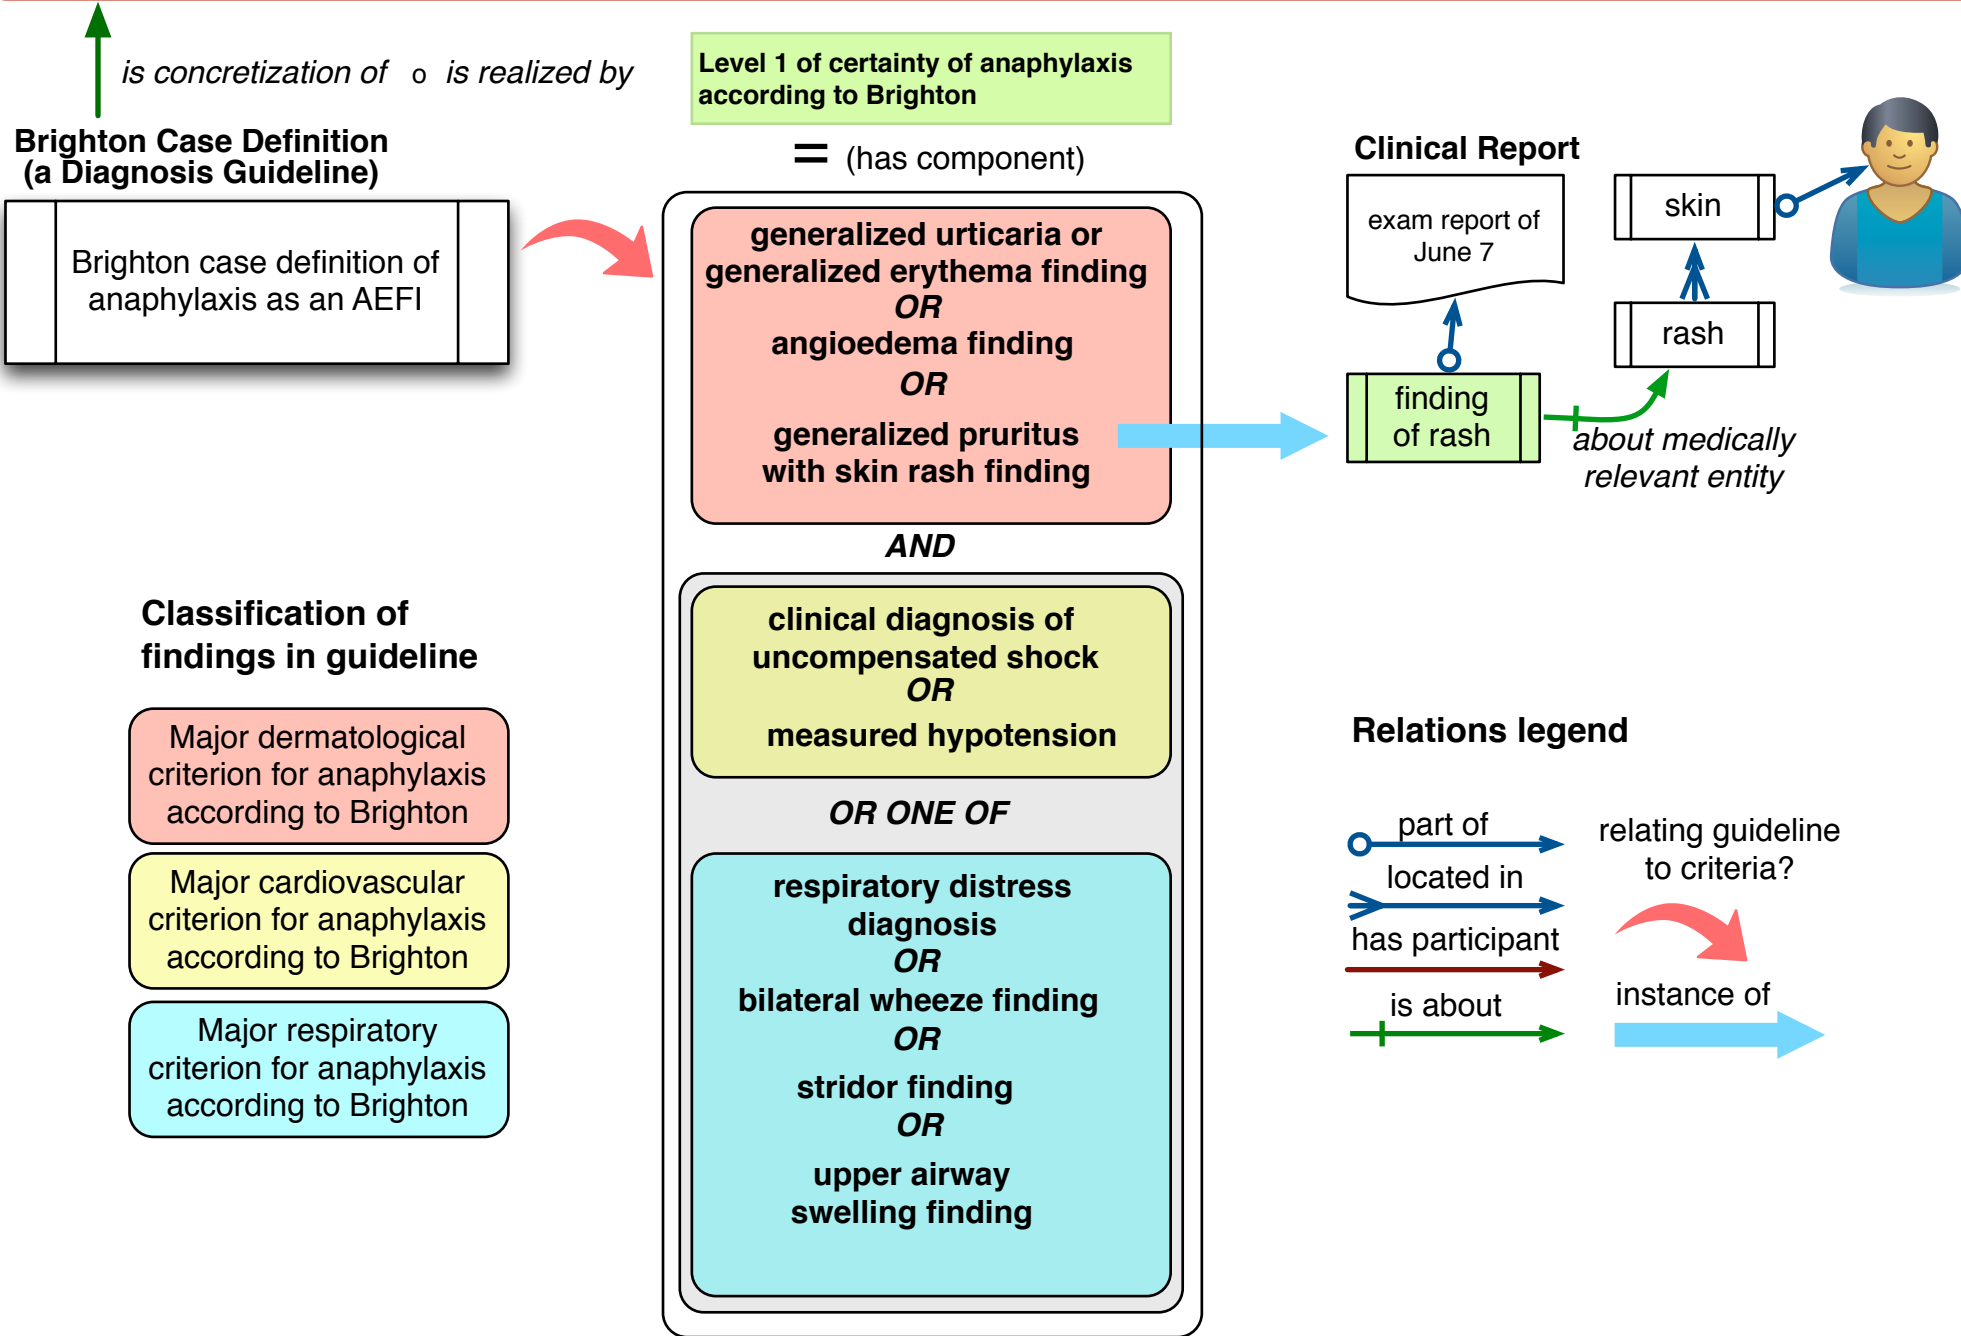 is concretization of o is realized by
Brighton Case Definition
(a Diagnosis Guideline)
Brighton case definition of
anaphylaxis as an AEFI
Level 1 of certainty of anaphylaxis
according to Brighton
= (has component)
generalized urticaria or
generalized erythema finding
OR
angioedema finding
OR
generalized pruritus
with skin rash finding
AND
clinical diagnosis of
uncompensated shock
OR
measured hypotension
OR ONE OF
respiratory distress
diagnosis
OR
bilateral wheeze finding
OR
stridor finding
OR
upper airway
swelling finding
Clinical Report
exam report of
June 7
skin
rash
finding
of rash
about medically
relevant entity
Classification of
findings in guideline
Major dermatological
criterion for anaphylaxis
according to Brighton
Major cardiovascular
criterion for anaphylaxis
according to Brighton
Major respiratory
criterion for anaphylaxis
according to Brighton
Relations legend
part of
located in
has participant
is about
relating guideline
to criteria?
instance of